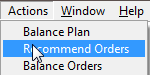 Actions Window Help
Balance Plan
Recommend Orders
Balance Orders